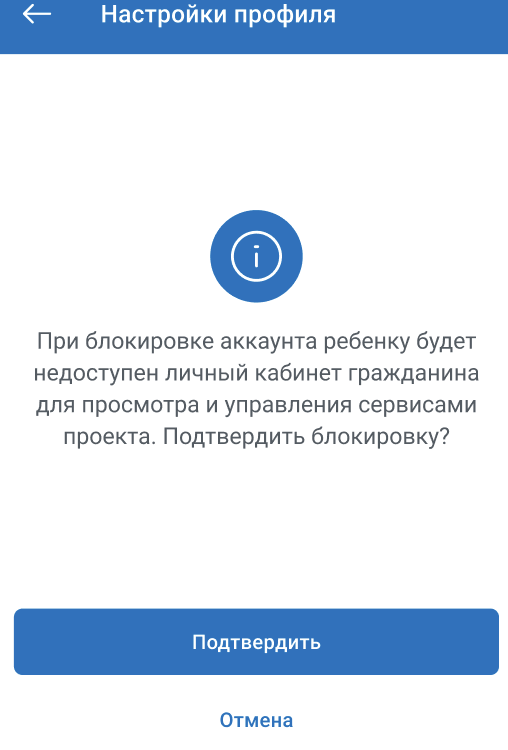 Настройки профиля
При блокировке аккаунта ребенку будет
недоступен личный кабинет гражданина
для просмотра и управления сервисами
проекта. Подтвердить блокировку?
Подтвердить
Отмена